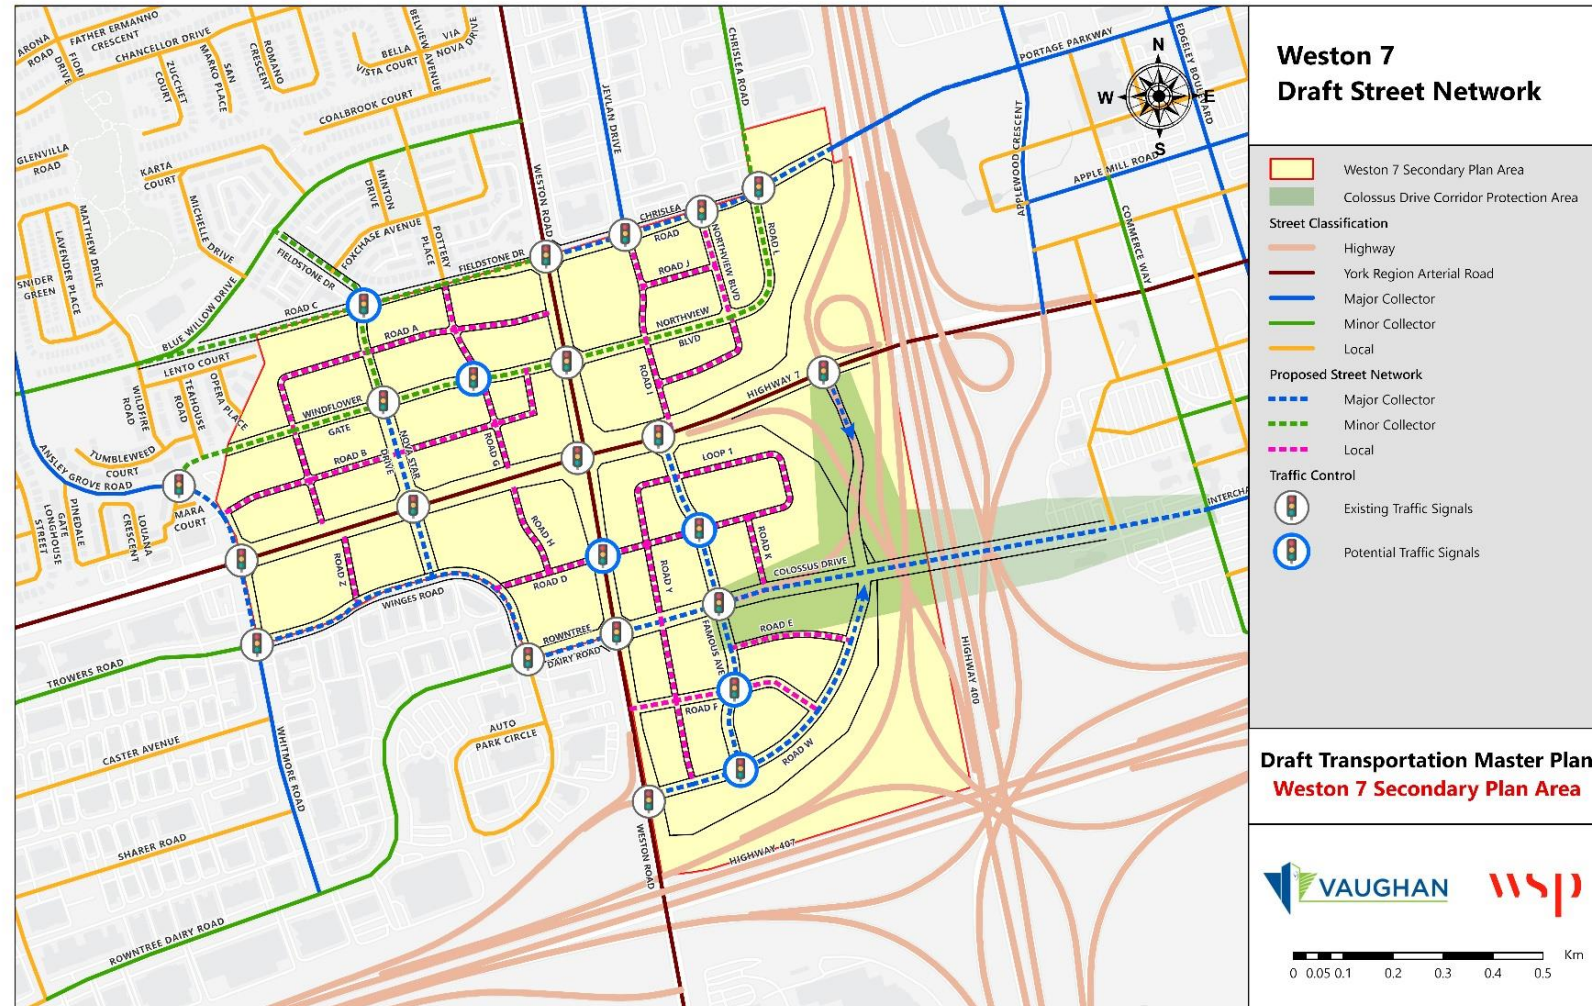 ARONA
ROAD
FATHER ERMANNO
CRESCENT
FIORI
DRIVE
CHANCELLOR DRIVE
ZUCCHET
COURT
SAN
MARKO PLACE
ROMANO
CRESCENT
BELLA
VISTA COURT
BELVIEW AVENUE
VIA
NOVA DRIVE
COALBROOK COURT
GLENVILLA
ROAD
KARTA
COURT
MICHELLE DRIVE
MINTON
DRIVE
FOXCHASE AVENUE
POTTERY
PLACE
MATTHEW DRIVE
LAVENDER PLACE
SNIDER
GREEN
BLUE WILLOW DRIVE
FIELDSTONE DR
FIELDSTONE DR
WESTON ROAD
JEVLAN DRIVE
CHRISLEA ROAD
CHRISLEA
ROAD
NORTHVIEW BLVD
ROAD L
ROAD J
NORTHVIEW
BLVD
ROAD I
ROAD C
ROAD A
LENTO COURT
OPERA PLACE
TEAHOUSE
ROAD
WILDFIRE
ROAD
TUMBLEWEED
COURT
ANSLEY GROVE ROAD
MARA
COURT
LOUANA
CRESCENT
PINEDALE
GATE
LONGHOUSE
STREET
WINDFLOWER
GATE
NOVA STAR
DRIVE
ROAD B
ROAD G
HIGHWAY 7
LOOP 1
ROAD H
ROAD Z
ROAD D
ROAD K
ROAD Y
COLOSSUS DRIVE
WINGES ROAD
ROWNTREE
DAIRY ROAD
FAMOUS AVE
ROAD E
ROAD F
ROAD W
TROWERS ROAD
CASTER AVENUE
WHITMORE ROAD
AUTO
PARK CIRCLE
SHARER ROAD
ROWNTREE DAIRY ROAD
WESTON ROAD
HIGHWAY 407
HIGHWAY 400
PORTAGE PARKWAY
APPLEWOOD CRESCENT
APPLE MILL ROAD
EDGELEY BOULEVARD
COMMERCE WAY
INTERCHA
N
W
E
S
Weston 7
Draft Street Network
Weston 7 Secondary Plan Area
Colossus Drive Corridor Protection Area
Street Classification
Highway
York Region Arterial Road
Major Collector
Minor Collector
Local
Proposed Street Network
Major Collector
Minor Collector
Local
Traffic Control
Existing Traffic Signals
Potential Traffic Signals
Draft Transportation Master Plan
Weston 7 Secondary Plan Area
VAUGHAN
wsp
Km
0 0.05 0.1 0.2 0.3 0.4 0.5